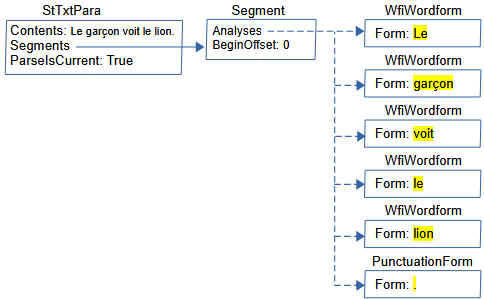 StTxtPara
Contents: Le garçon voit le lion.
Segments
ParseIsCurrent: True
Segment
Analyses
BeginOffset: 0
WfiWordform
Form: Le
WfiWordform
Form: garçon
WfiWordform
Form: voit
WfiWordform
Form: le
WfiWordform
Form: lion
PunctuationForm
Form: .